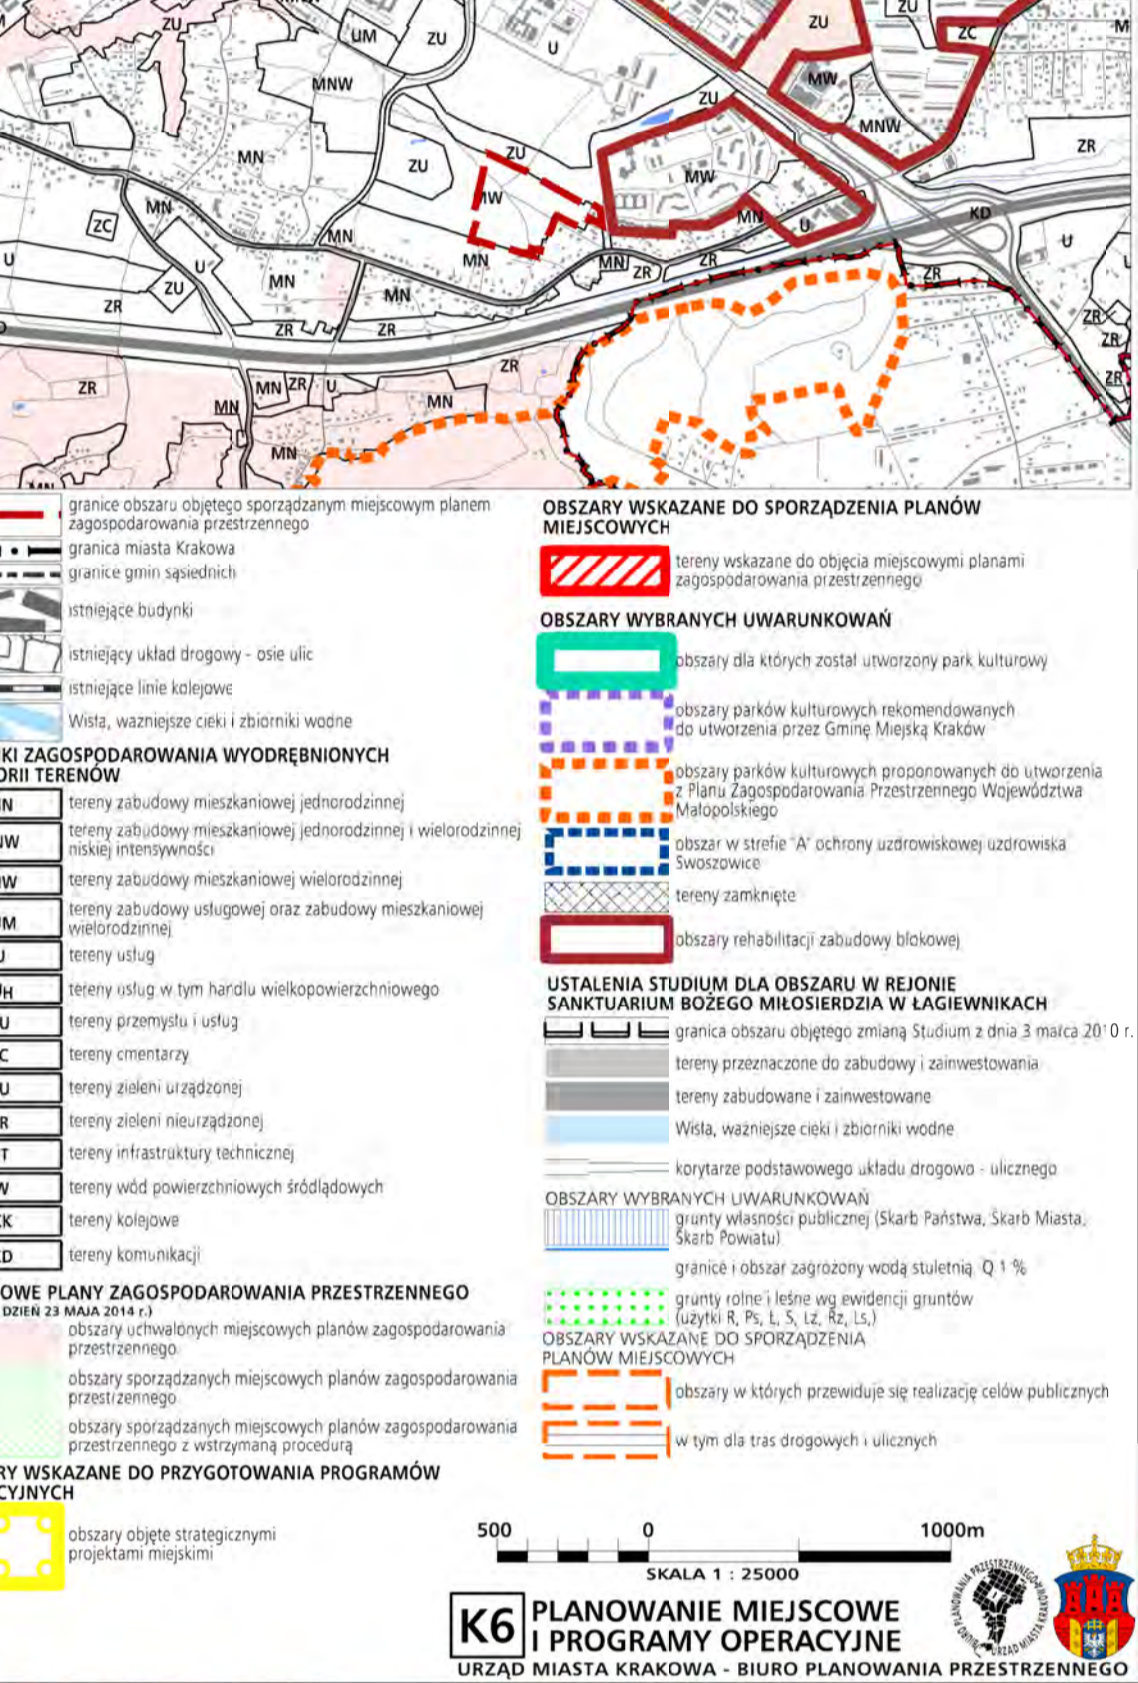 M
ZU
UM
ZU
U
ZU
ZU
ZC
M
MNW
MW
ZU
MNW
MN
ZU
ZU
ZR
MW
MW
MN
ZC
MN
MN
U
KD
U
U
U
MN
MN
ZR
ZR
ZR
ZU
MN
MN
ZR
ZR
ZR
ZR
ZR
ZR
ZR
MN
ZR
U
MN
ZR
MN
MN
MN
granice obszaru objętego sporządzanym miejscowym planem
zagospodarowania przestrzennego
granica miasta Krakowa
granice gmin sąsiednich
istniejące budynki
istniejący układ drogowy - osie ulic
istniejące linie kolejowe
Wisła, ważniejsze cieki i zbiorniki wodne
KI ZAGOSPODAROWANIA WYODRĘBNIONYCH
ORII TERENÓW
N tereny zabudowy mieszkaniowej jednorodzinnej
W tereny zabudowy mieszkaniowej jednorodzinnej i wielorodzinnej
niskiej intensywności
W tereny zabudowy mieszkaniowej wielorodzinnej
M tereny zabudowy usługowej oraz zabudowy mieszkaniowej
wielorodzinnej
U tereny usług
H tereny usług w tym handlu wielkopowierzchniowego
U tereny przemysłu i usług
C tereny cmentarzy
U tereny zieleni urządzonej
R tereny zieleni nieurządzonej
T tereny infrastruktury technicznej
W tereny wód powierzchniowych śródlądowych
K tereny kolejowe
D tereny komunikacji
OWE PLANY ZAGOSPODAROWANIA PRZESTRZENNEGO
DZIEŃ 23 MAJA 2014 r.)
obszary uchwalonych miejscowych planów zagospodarowania
przestrzennego
obszary sporządzanych miejscowych planów zagospodarowania
przestrzennego
obszary sporządzanych miejscowych planów zagospodarowania
przestrzennego z wstrzymaną procedurą
RY WSKAZANE DO PRZYGOTOWANIA PROGRAMÓW
CYJNYCH
obszary objęte strategicznymi
projektami miejskimi
OBSZARY WSKAZANE DO SPORZĄDZENIA PLANÓW
MIEJSCOWYCH
tereny wskazane do objęcia miejscowymi planami
zagospodarowania przestrzennego
OBSZARY WYBRANYCH UWARUNKOWAŃ
obszary dla których został utworzony park kulturowy
obszary parków kulturowych rekomendowanych
do utworzenia przez Gminę Miejską Kraków
obszary parków kulturowych proponowanych do utworzenia
z Planu Zagospodarowania Przestrzennego Województwa
Małopolskiego
obszar w strefie "A" ochrony uzdrowiskowej uzdrowiska
Swoszowice
tereny zamknięte
obszary rehabilitacji zabudowy blokowej
USTALENIA STUDIUM DLA OBSZARU W REJONIE
SANKTUARIUM BOŻEGO MIŁOSIERDZIA W ŁAGIEWNIKACH
granica obszaru objętego zmianą Studium z dnia 3 marca 2010 r.
tereny przeznaczone do zabudowy i zainwestowania
tereny zabudowane i zainwestowane
Wisła, ważniejsze cieki i zbiorniki wodne
korytarze podstawowego układu drogowo - ulicznego
OBSZARY WYBRANYCH UWARUNKOWAŃ
grunty własności publicznej (Skarb Państwa, Skarb Miasta,
Skarb Powiatu)
granice i obszar zagrożony wodą stuletnią Q 1 %
grunty rolne i leśne wg ewidencji gruntów
(użytki R, Ps, Ł, S, Lz, Rz, Ls,)
OBSZARY WSKAZANE DO SPORZĄDZENIA
PLANÓW MIEJSCOWYCH
obszary w których przewiduje się realizację celów publicznych
w tym dla tras drogowych i ulicznych
500 0 1000m
SKALA 1 : 25000
K6 PLANOWANIE MIEJSCOWE
I PROGRAMY OPERACYJNE
BIURO PLANOWANIA PRZESTRZENNEGO
URZĄD MIASTA KRAKOWA
URZĄD MIASTA KRAKOWA - BIURO PLANOWANIA PRZESTRZENNEGO